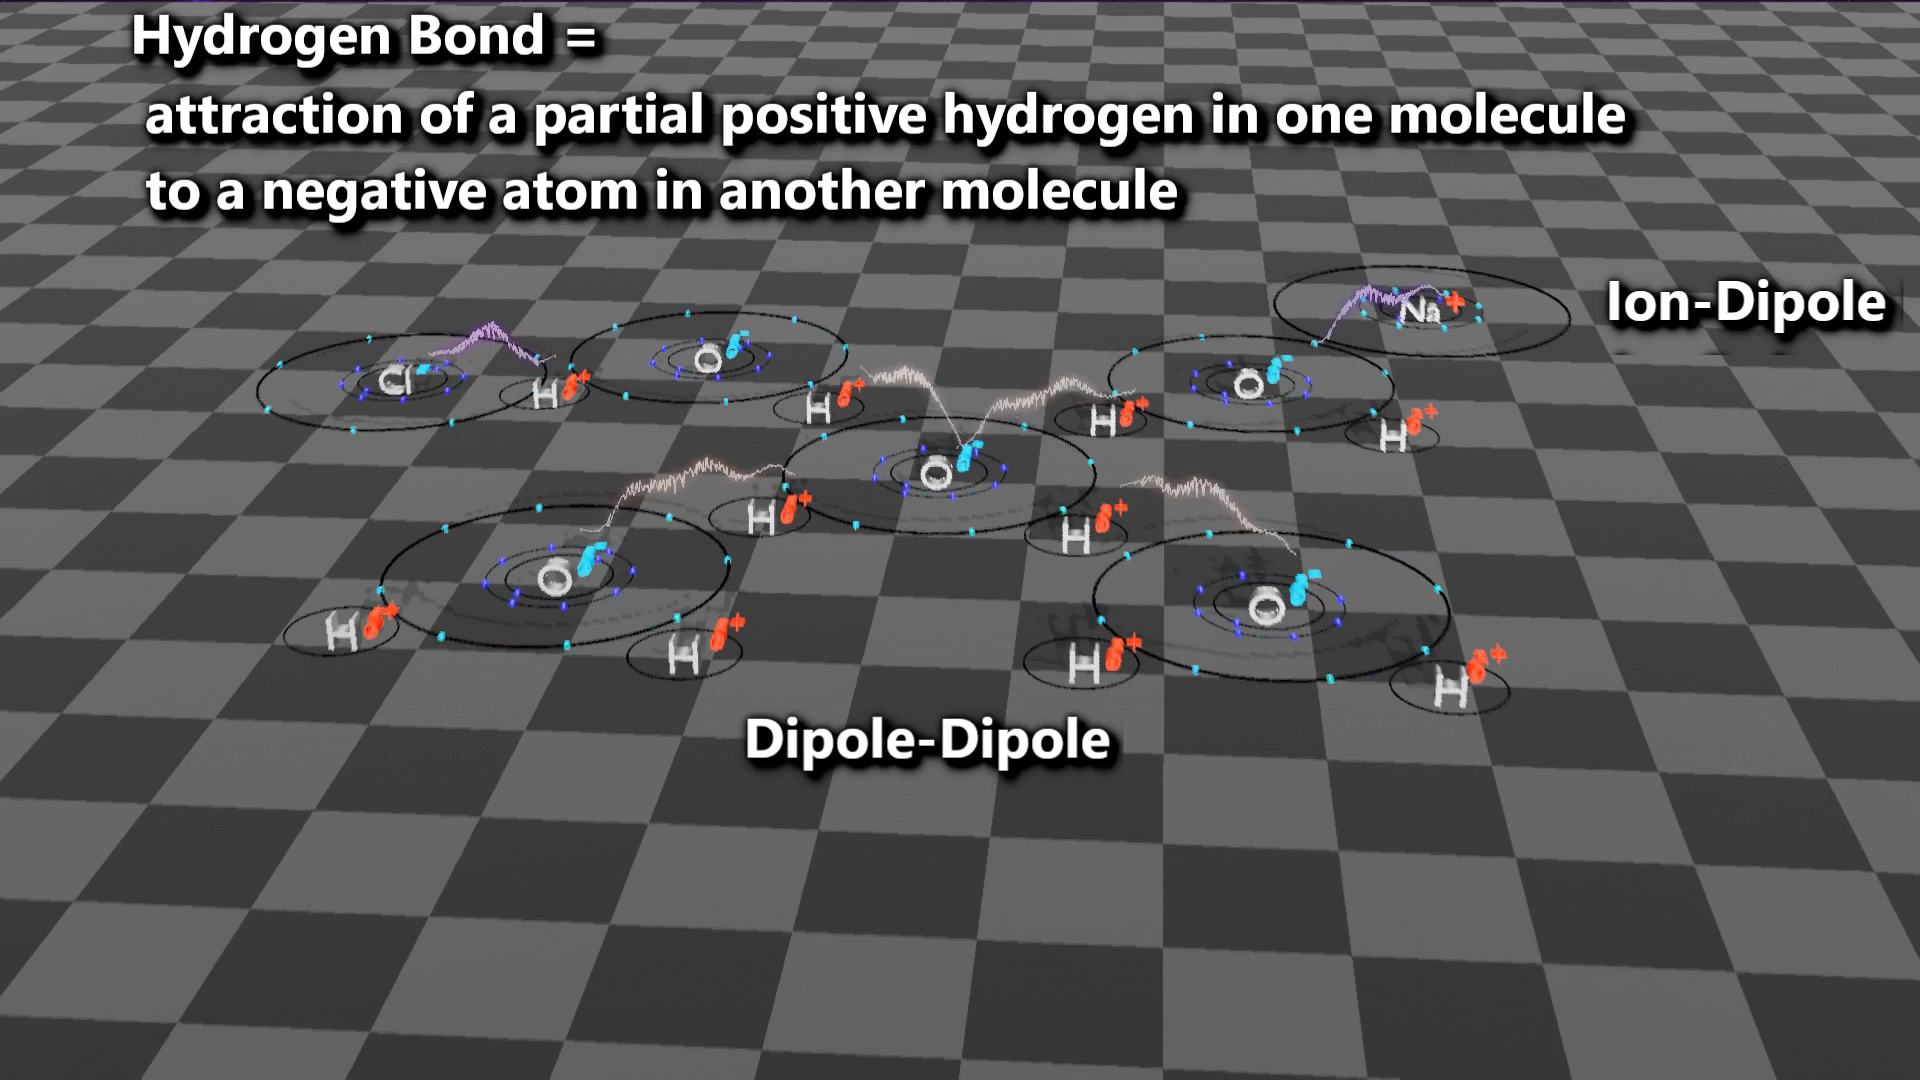 Hydrogen Bond =
attraction of a partial positive hydrogen in one molecule
to a negative atom in another molecule
Ion-Dipole
Na +
Cl -
O δ-
O δ-
H δ+
H δ+
H δ+
H δ+
O δ-
H δ+
H δ+
O δ-
O δ-
H δ+
H δ+
H δ+
H δ+
Dipole-Dipole